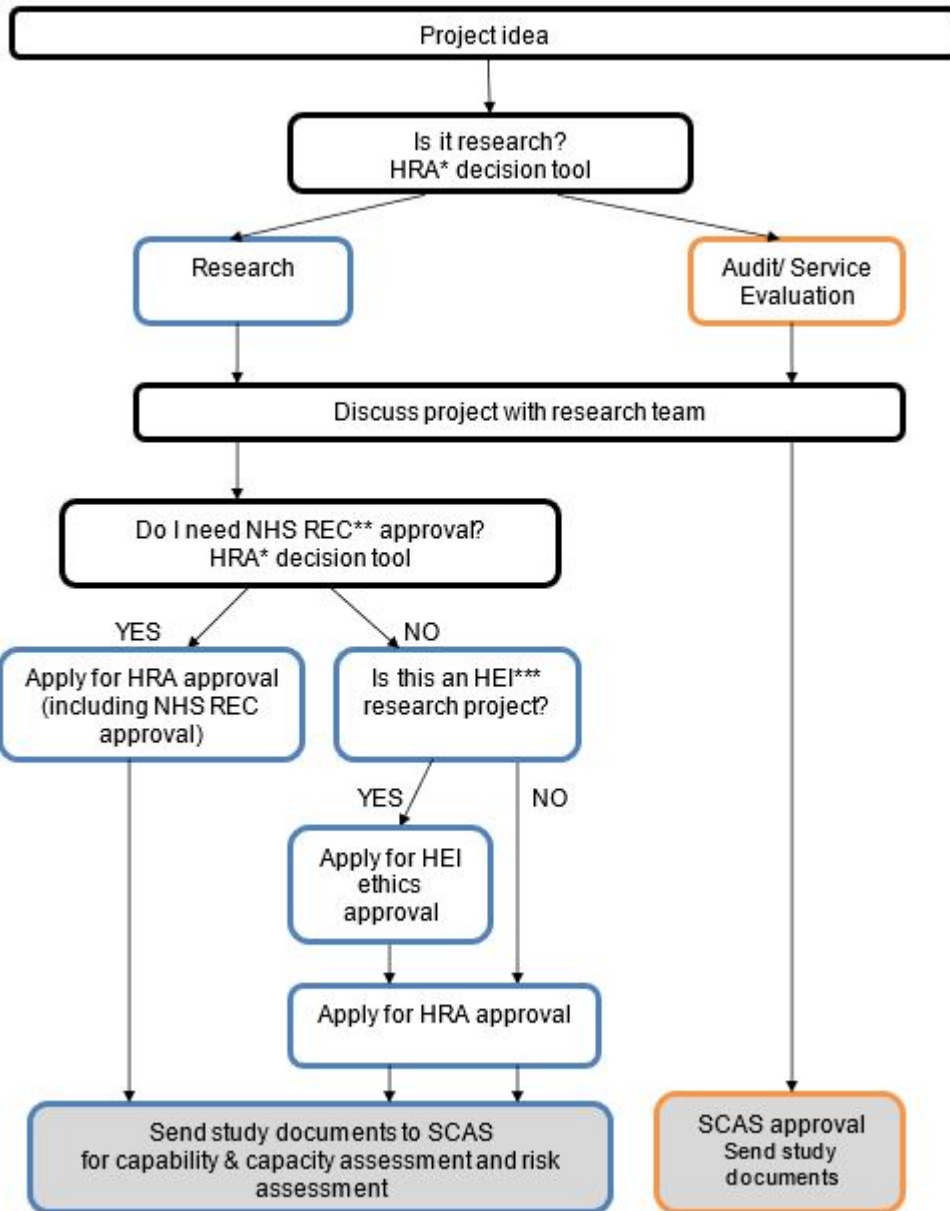 Project idea
Is it research?
HRA* decision tool
Research
Audit/ Service
Evaluation
Discuss project with research team
Do I need NHS REC** approval?
HRA* decision tool
YES
NO
Apply for HRA approval
(including NHS REC
approval)
Is this an HEI***
research project?
YES
NO
Apply for HEI
ethics
approval
Apply for HRA approval
Send study documents to SCAS
for capability & capacity assessment and risk
assessment
SCAS approval
Send study
documents